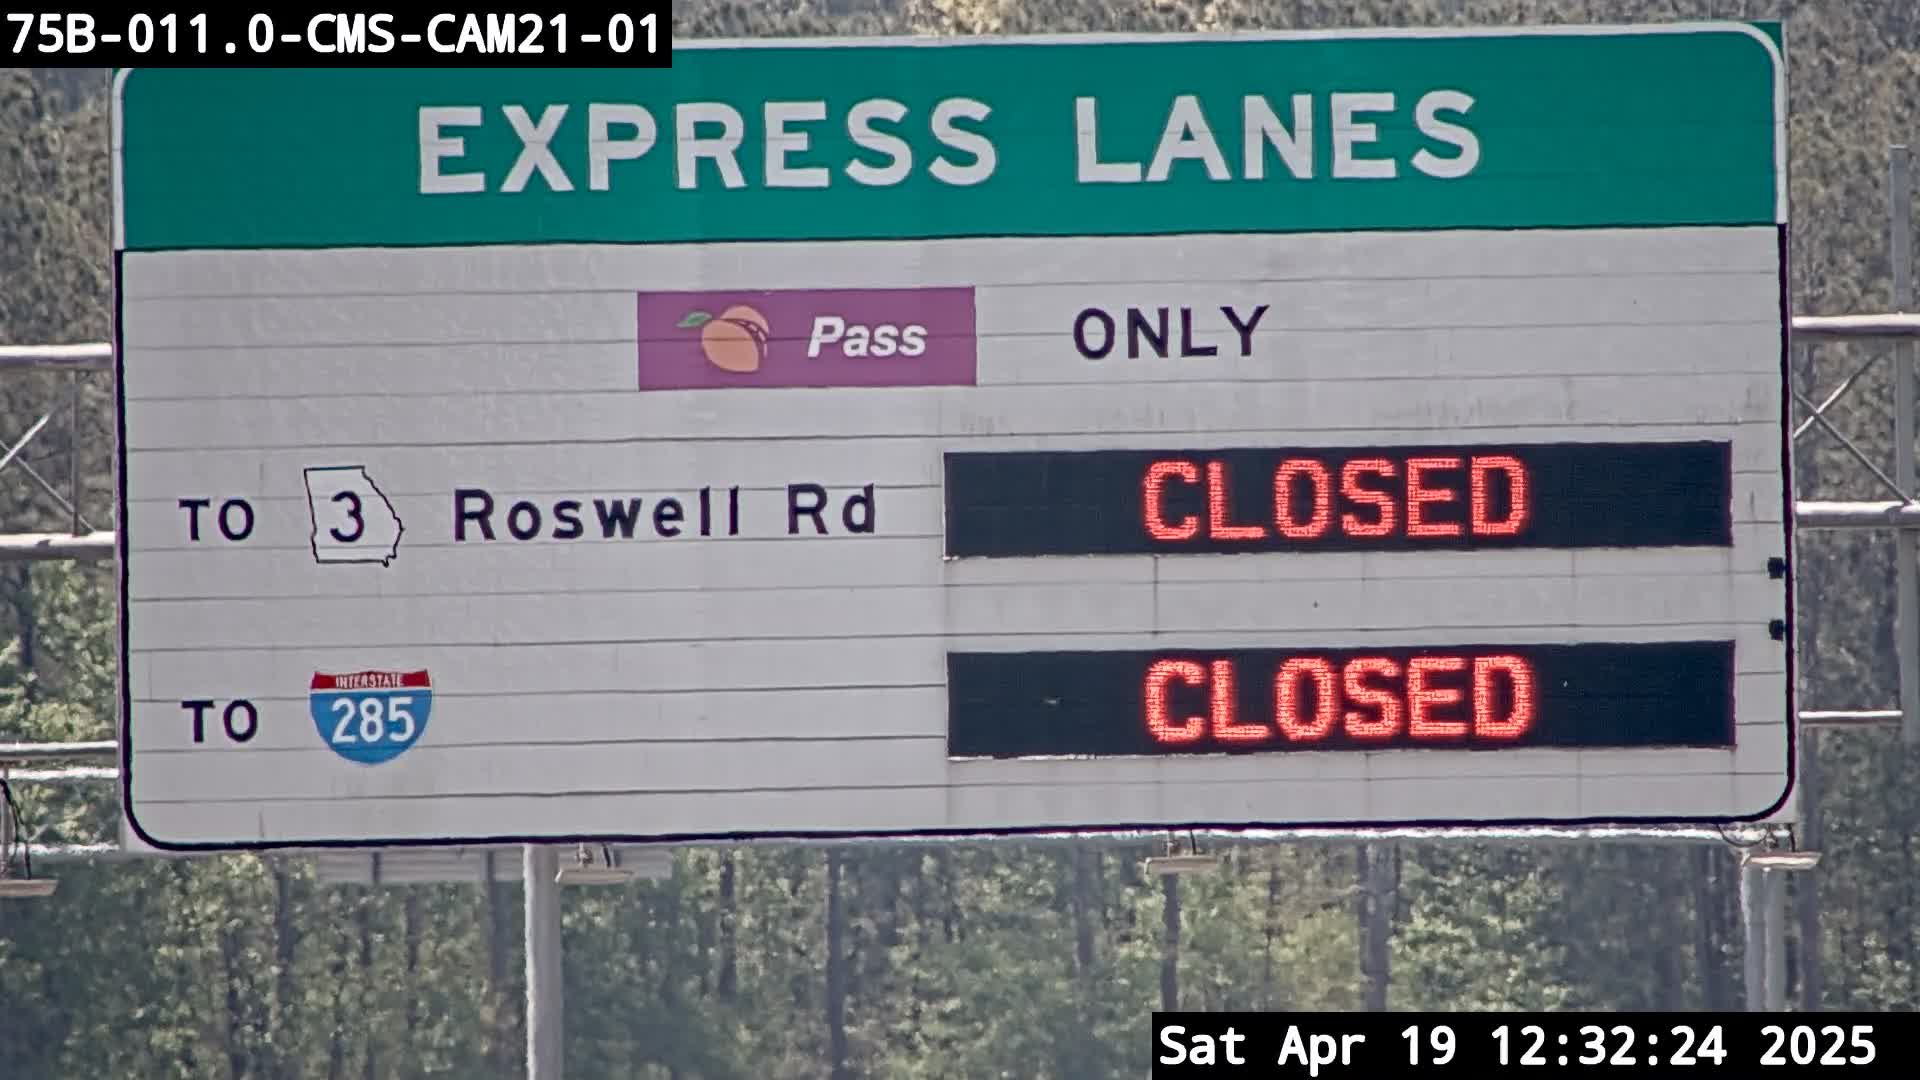 75B-011.0-CMS-CAM21-01
EXPRESS LANES
Pass ONLY
TO 3 Roswell Rd CLOSED
TO INTERSTATE 285 CLOSED
Sat Apr 19 12:32:24 2025